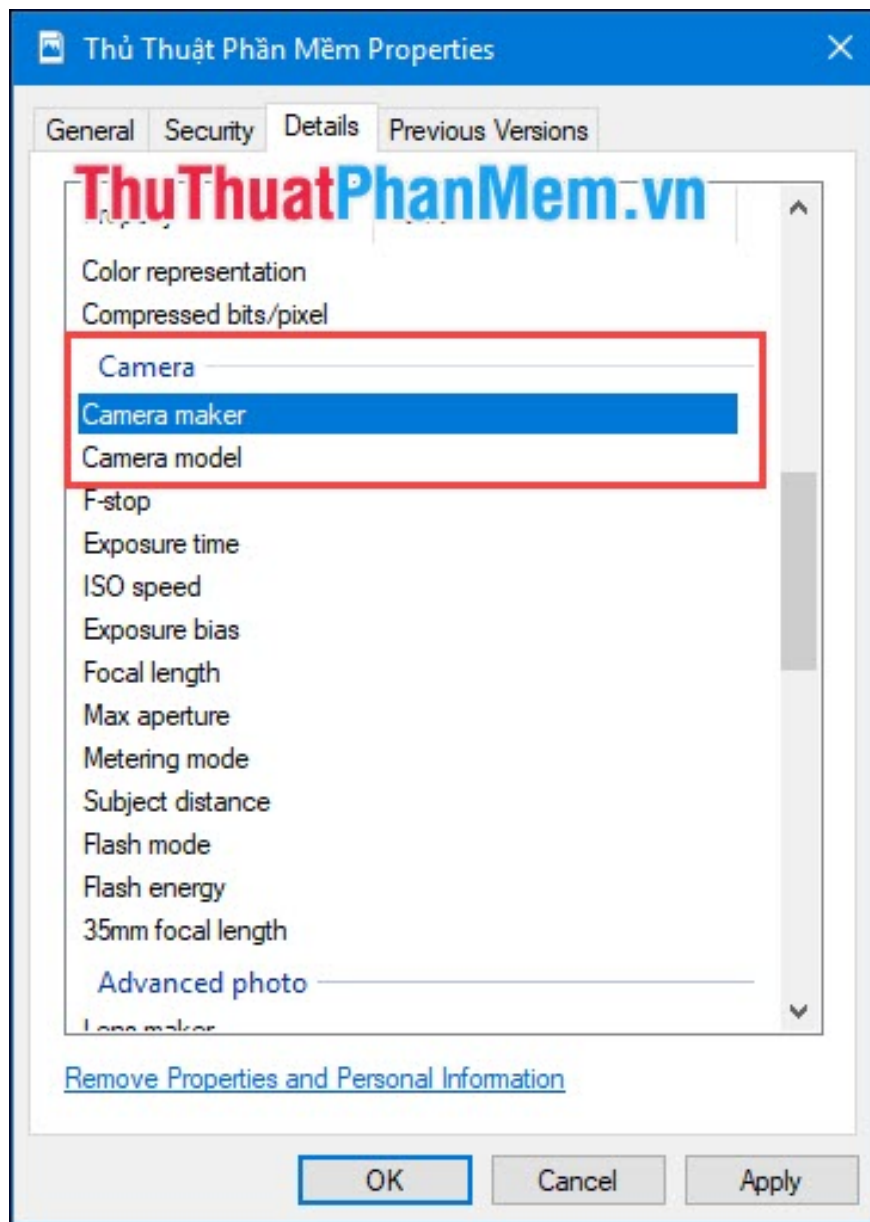 Thủ Thuật Phần Mềm Properties
General Security Details Previous Versions
ThuThuatPhanMem.vn
Color representation
Compressed bits/pixel
Camera
Camera maker
Camera model
F-stop
Exposure time
ISO speed
Exposure bias
Focal length
Max aperture
Metering mode
Subject distance
Flash mode
Flash energy
35mm focal length
Advanced photo
Lens maker
Remove Properties and Personal Information
OK Cancel Apply